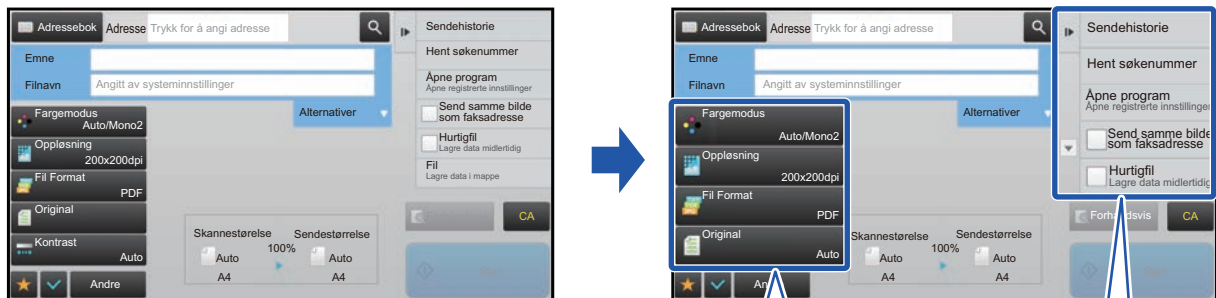 Adressebok Adresse Trykk for å angi adresse
Emne
Filnavn Angitt av systeminnstillinger
Alternativer
Fargemodus
Auto/Mono2
Oppløsning
200x200dpi
Fil Format
PDF
Original
Kontrast
Auto
Andre
Skannestørelse Sendestørrelse
100%
Auto Auto
A4 A4
Sendehistorie
Hent søkenummer
Åpne program
Åpne registrerte innstillinger
Send samme bilde
som faksadresse
Hurtigfil
Lagre data midlertidig
Fil
Lagre data i mappe
CA
Adressebok Adresse Trykk for å angi adresse
Emne
Filnavn Angitt av systeminnstillinger
Alternativer
Fargemodus
Auto/Mono2
Oppløsning
200x200dpi
Fil Format
PDF
Original
Auto
Skannestørelse Sendestørrelse
100%
Auto Auto
A4 A4
Sendehistorie
Hent søkenummer
Åpne program
Åpne registrerte innstillinger
Send samme bilde
som faksadresse
Hurtigfil
Lagre data midlertidig
Forhåndsvis CA